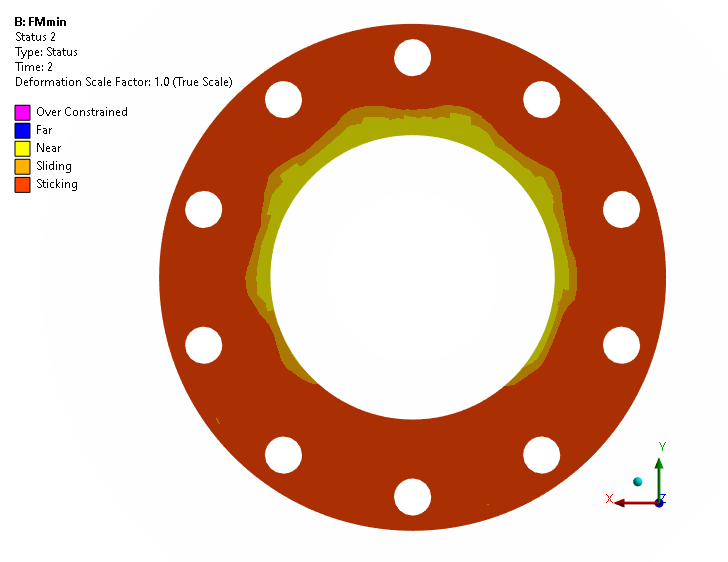 B: FMmin
Status 2
Type: Status
Time: 2
Deformation Scale Factor: 1.0 (True Scale)
Over Constrained
Far
Near
Sliding
Sticking
Y
X
Z